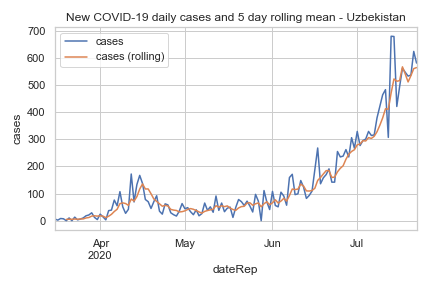 New COVID-19 daily cases and 5 day rolling mean - Uzbekistan
cases
cases (rolling)
700
600
500
400
300
200
100
0
cases
Apr
2020
May
Jun
Jul
dateRep